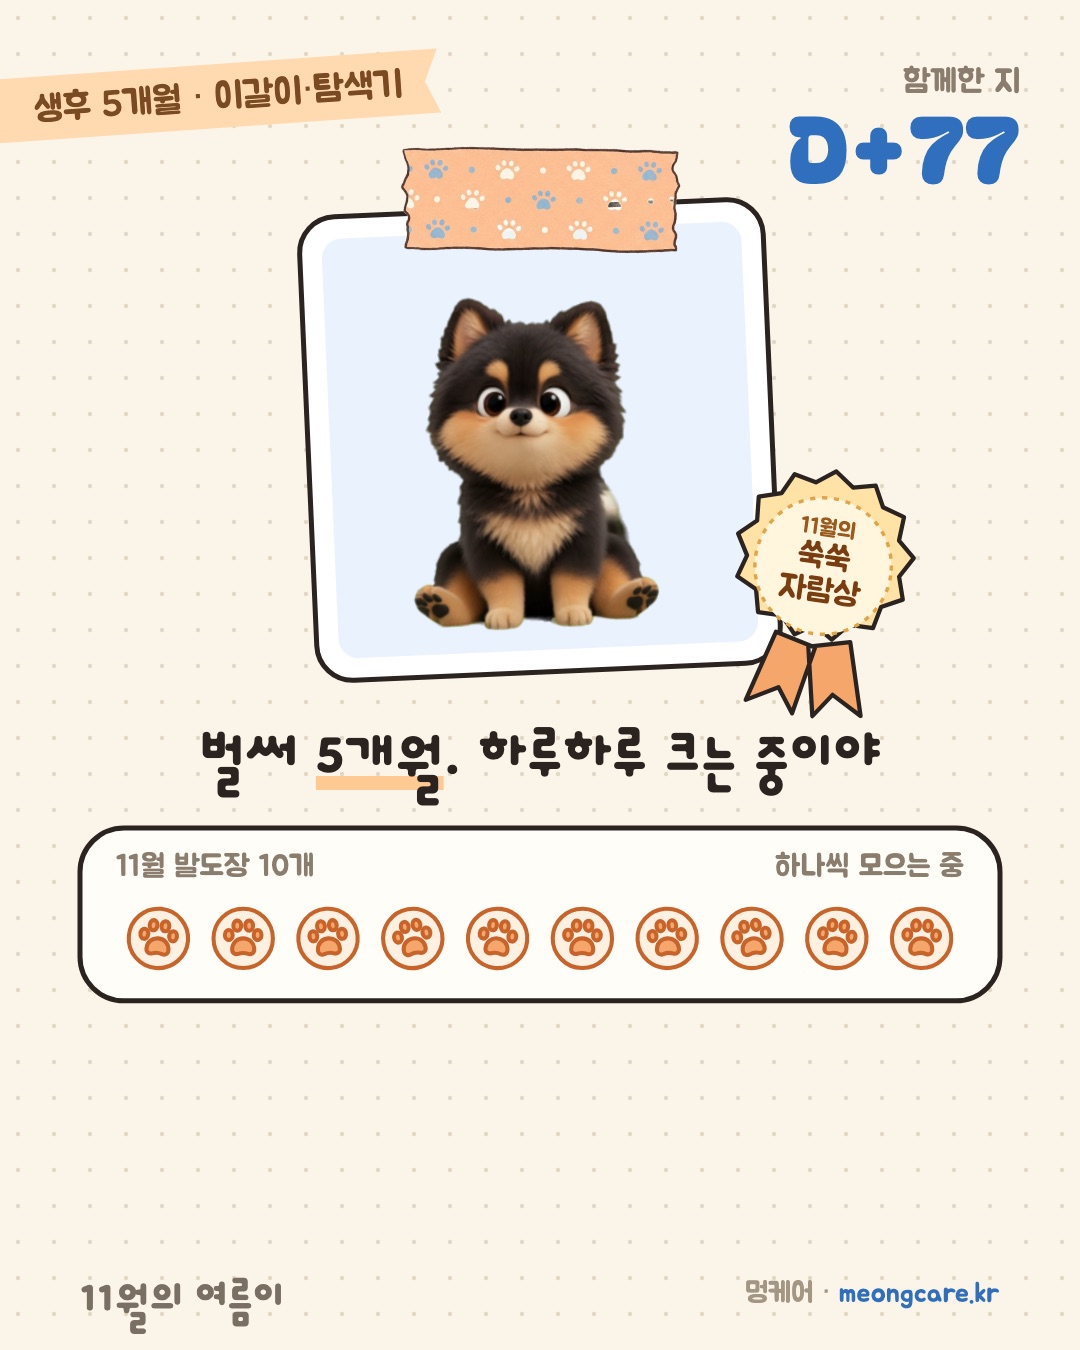 생후 5개월 · 이갈이·탐색기
함께한 지
D+77
11월의
쑥쑥
자람상
벌써 5개월. 하루하루 크는 중이야
11월 발도장 10개
하나씩 모으는 중
11월의 여름이
멍케어 · meongcare.kr